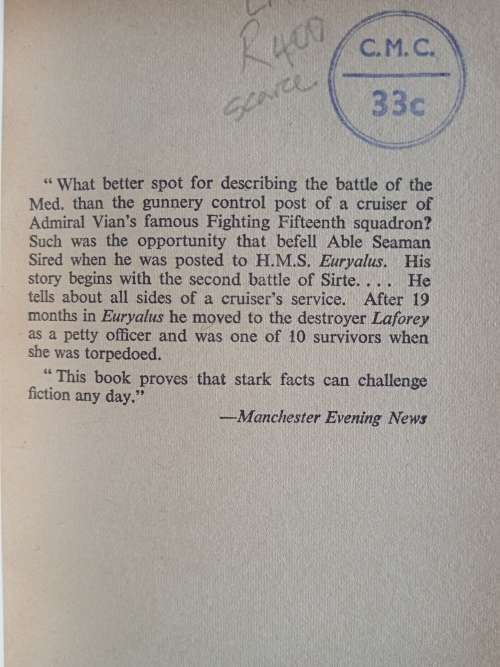 R 400
scarce
C.M.C.
33c
“ What better spot for describing the battle of the
Med. than the gunnery control post of a cruiser of
Admiral Vian’s famous Fighting Fifteenth squadron?
Such was the opportunity that befell Able Seaman
Sired when he was posted to H.M.S. Euryalus. His
story begins with the second battle of Sirte. . . . He
tells about all sides of a cruiser’s service. After 19
months in Euryalus he moved to the destroyer Laforey
as a petty officer and was one of 10 survivors when
she was torpedoed.
“ This book proves that stark facts can challenge
fiction any day.”
—Manchester Evening News